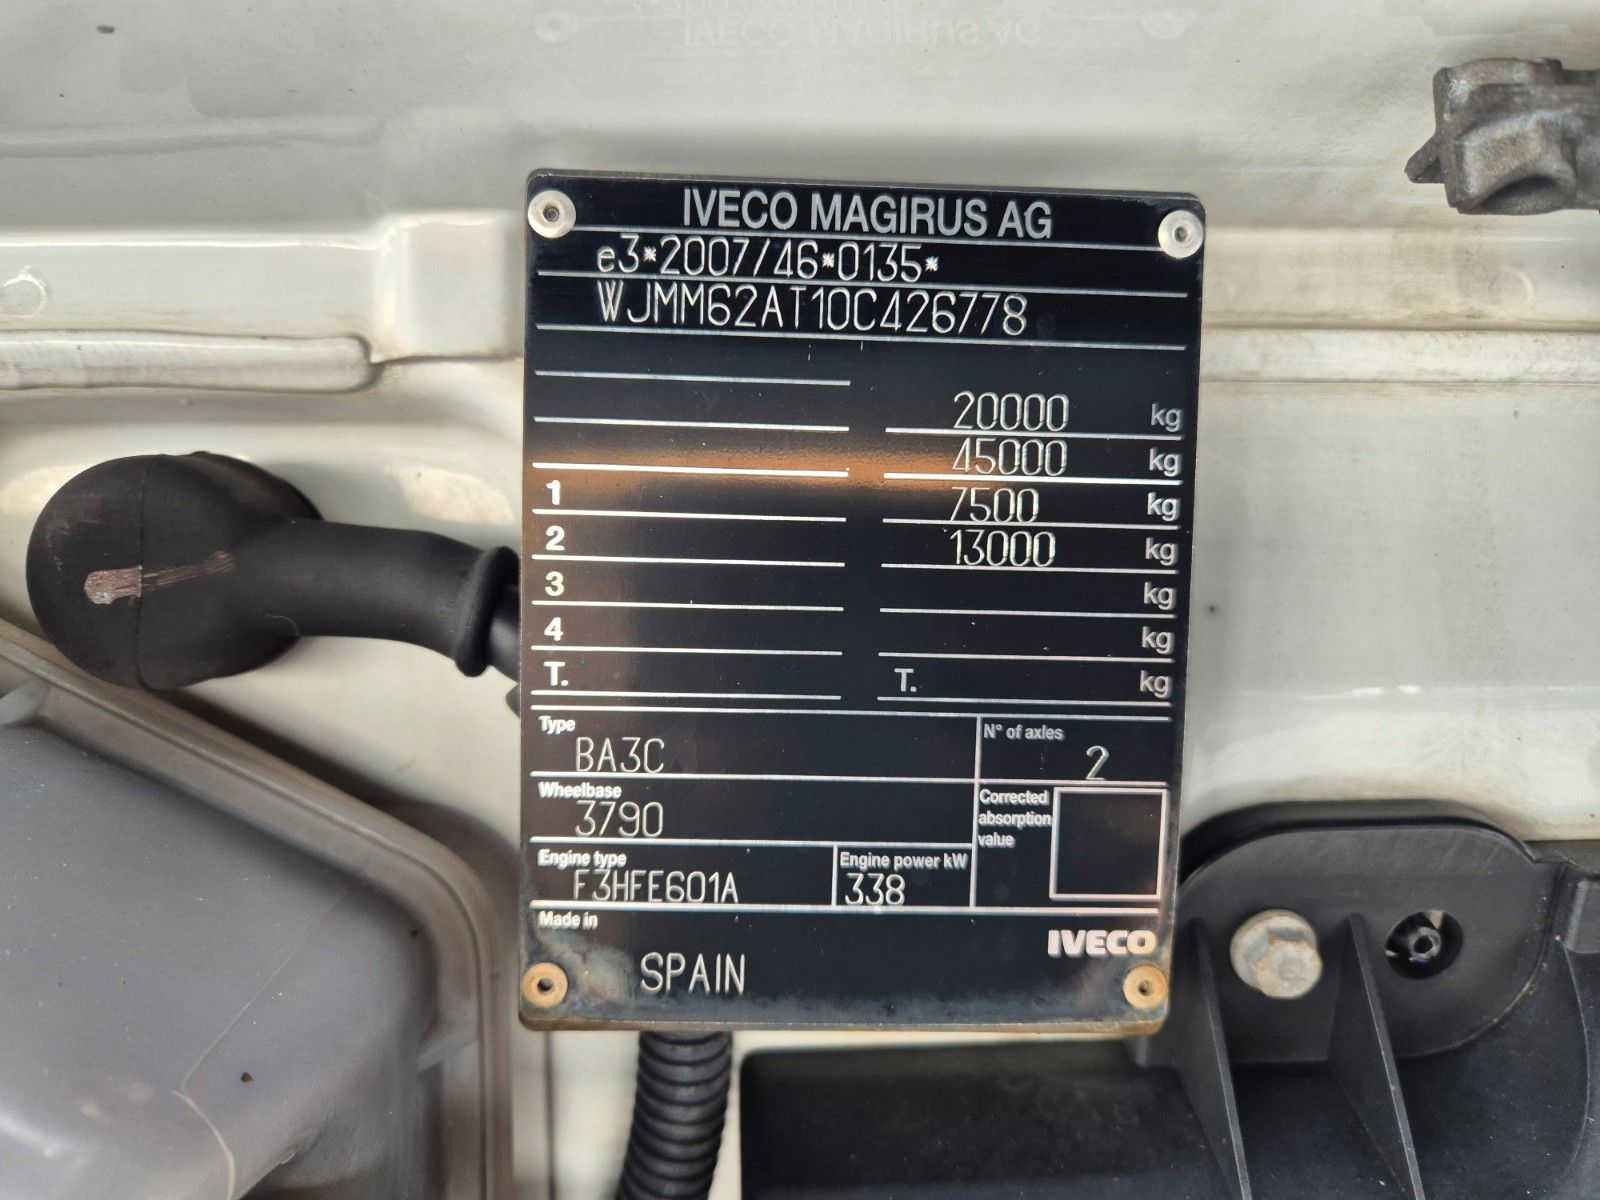 IVECO MAGIRUS AG
e3*2007/46*0135*
WJMM62AT10C426778
20000 kg
45000 kg
1 7500 kg
2 13000 kg
3 kg
4 kg
T. T. kg
Type
BA3C
N° of axles
2
Wheelbase
3790
Corrected
absorption
value
Engine type
F3HFE601A
Engine power kW
338
Made in
SPAIN
IVECO